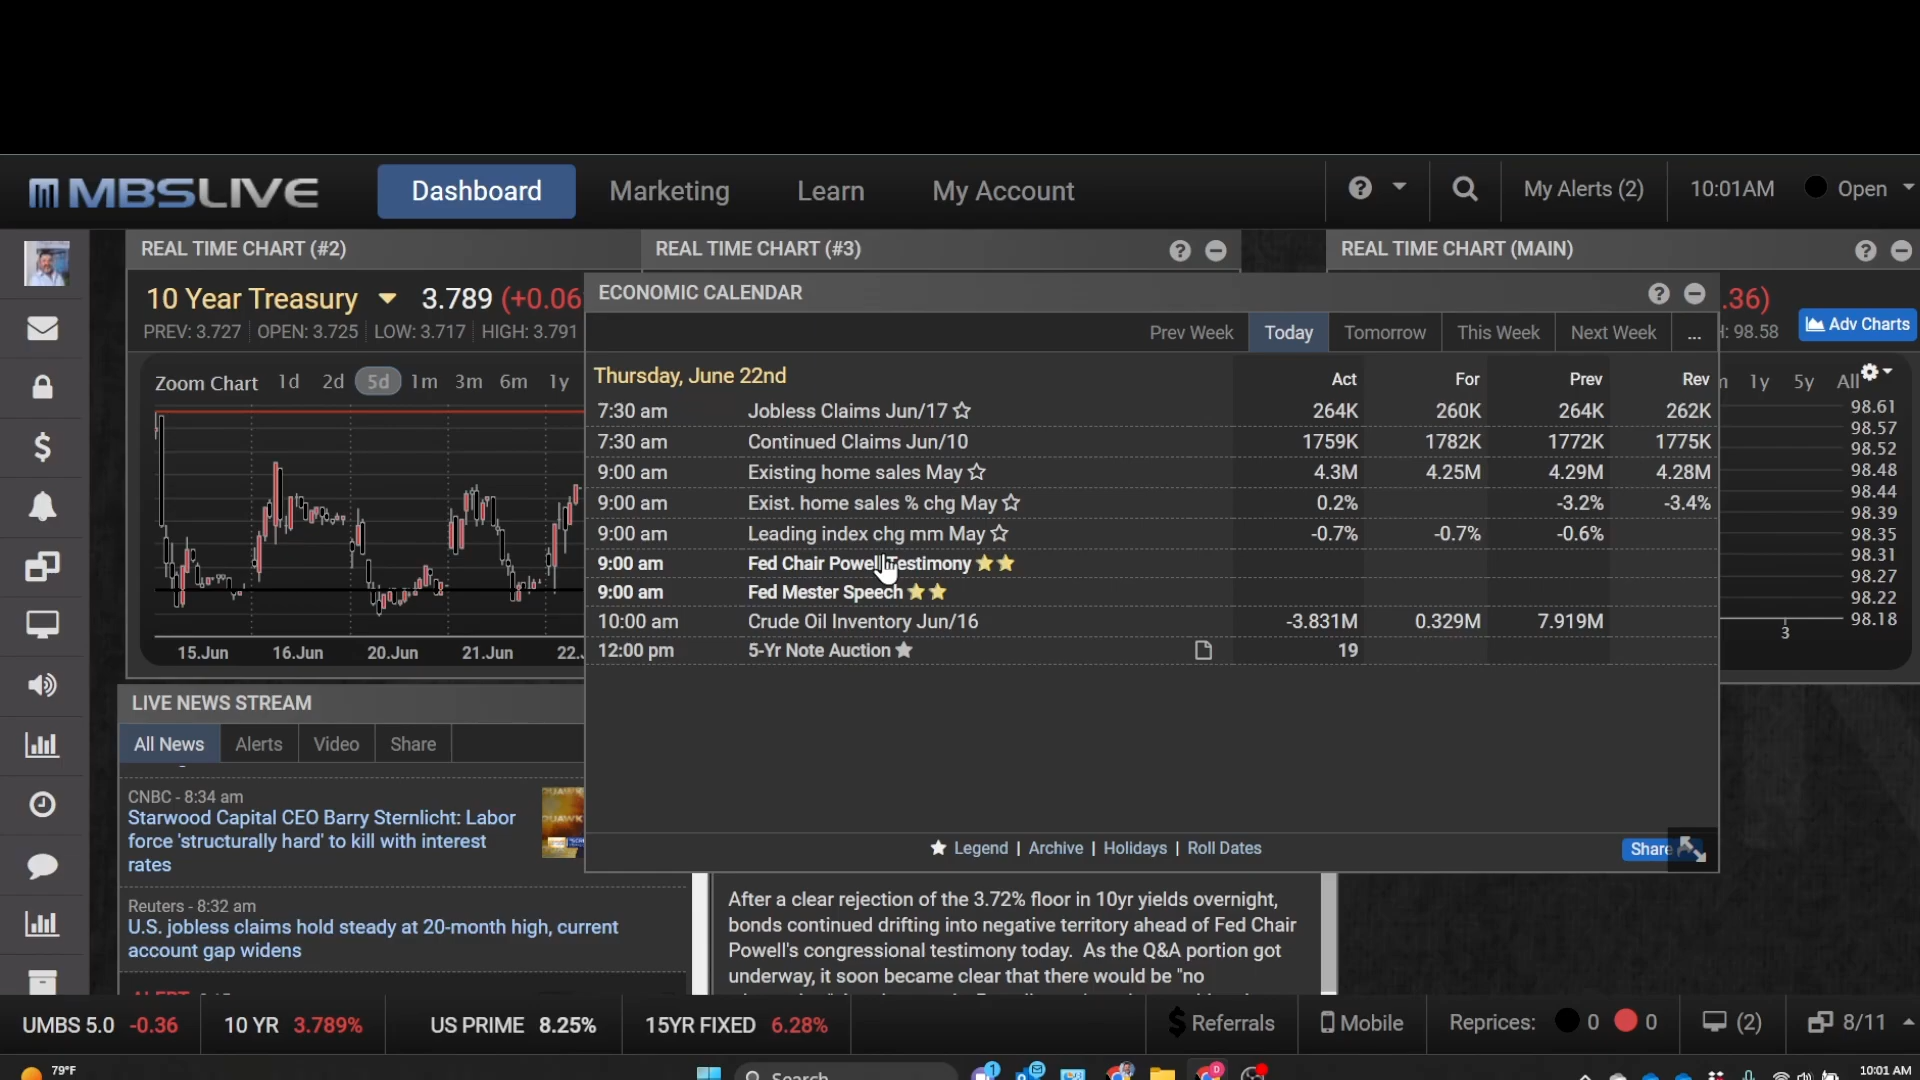 MBSLIVE
Dashboard
Marketing
Learn
My Account
My Alerts (2)
10:01AM
Open
REAL TIME CHART (#2)
REAL TIME CHART (#3)
REAL TIME CHART (MAIN)
10 Year Treasury 3.789 (+0.06
PREV: 3.727 OPEN: 3.725 LOW: 3.717 HIGH: 3.791
Zoom Chart 1d 2d 5d 1m 3m 6m 1y
15.Jun 16.Jun 20.Jun 21.Jun 22.
ECONOMIC CALENDAR
Prev Week Today Tomorrow This Week Next Week ...
Thursday, June 22nd Act For Prev Rev
7:30 am Jobless Claims Jun/17 264K 260K 264K 262K
7:30 am Continued Claims Jun/10 1759K 1782K 1772K 1775K
9:00 am Existing home sales May 4.3M 4.25M 4.29M 4.28M
9:00 am Exist. home sales % chg May 0.2% -3.2% -3.4%
9:00 am Leading index chg mm May -0.7% -0.7% -0.6%
9:00 am Fed Chair Powell Testimony
9:00 am Fed Mester Speech
10:00 am Crude Oil Inventory Jun/16 -3.831M 0.329M 7.919M
12:00 pm 5-Yr Note Auction 19
Legend | Archive | Holidays | Roll Dates
Share
.36)
98.58
Adv Charts
1y 5y All
98.61
98.57
98.52
98.48
98.44
98.39
98.35
98.31
98.27
98.22
98.18
3
LIVE NEWS STREAM
All News Alerts Video Share
CNBC - 8:34 am
Starwood Capital CEO Barry Sternlicht: Labor
force 'structurally hard' to kill with interest
rates
Reuters - 8:32 am
U.S. jobless claims hold steady at 20-month high, current
account gap widens
After a clear rejection of the 3.72% floor in 10yr yields overnight,
bonds continued drifting into negative territory ahead of Fed Chair
Powell's congressional testimony today. As the Q&A portion got
underway, it soon became clear that there would be "no
UMBS 5.0 -0.36
10 YR 3.789%
US PRIME 8.25%
15YR FIXED 6.28%
Referrals
Mobile
Reprices: 0 0
(2)
8/11
79°F
Search
10:01 AM